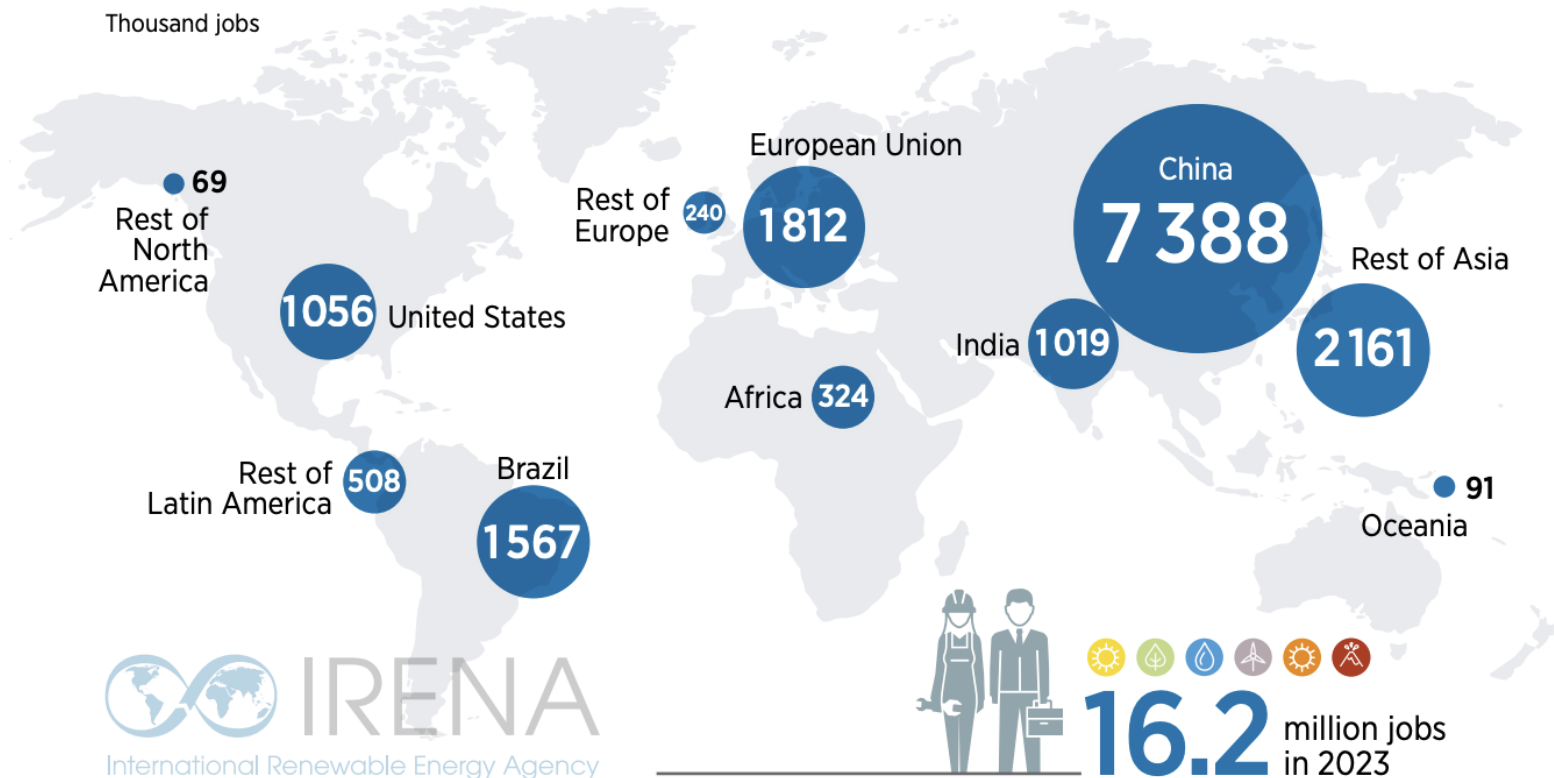 Thousand jobs
69
Rest of
North
America
1056
United States
Rest of
Latin America
508
Brazil
1567
European Union
1812
Rest of
Europe
240
Africa
324
China
7 388
India
1019
Rest of Asia
2 161
91
Oceania
IRENA
International Renewable Energy Agency
16.2
million jobs
in 2023